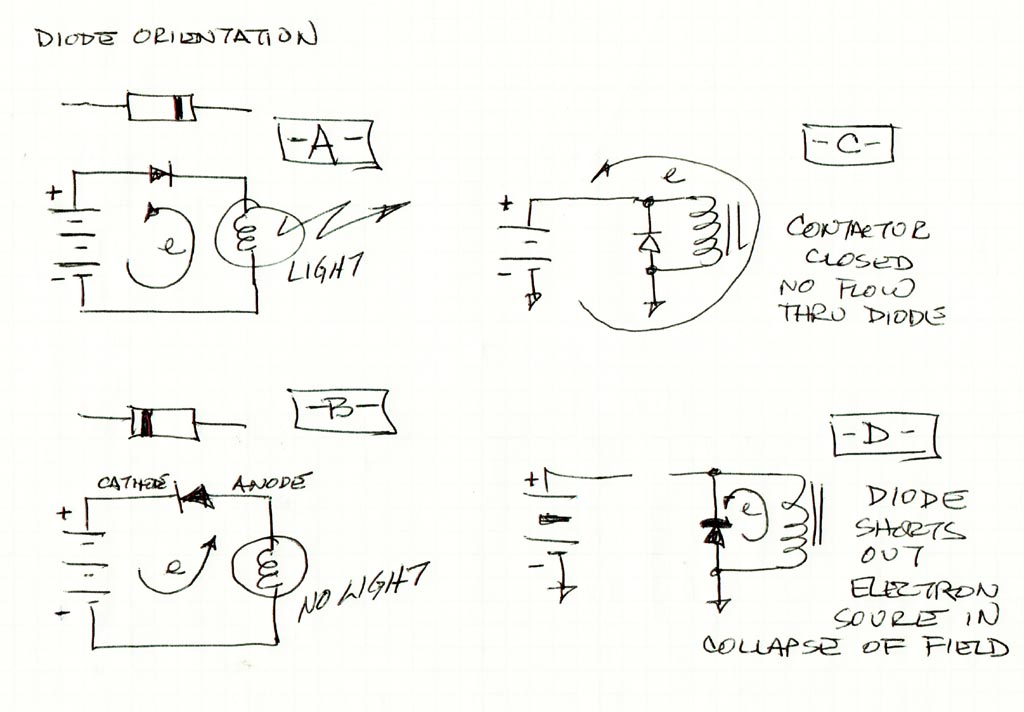 DIODE ORIENTATION
-A-
+
e
-
LIGHT
-B-
CATHODE ANODE
+
e
-
NO LIGHT
-C-
e
+
-
CONTACTOR
CLOSED
NO FLOW
THRU DIODE
-D-
+
e
-
DIODE
SHORTS
OUT
ELECTRON
SOURE IN
COLLAPSE OF FIELD